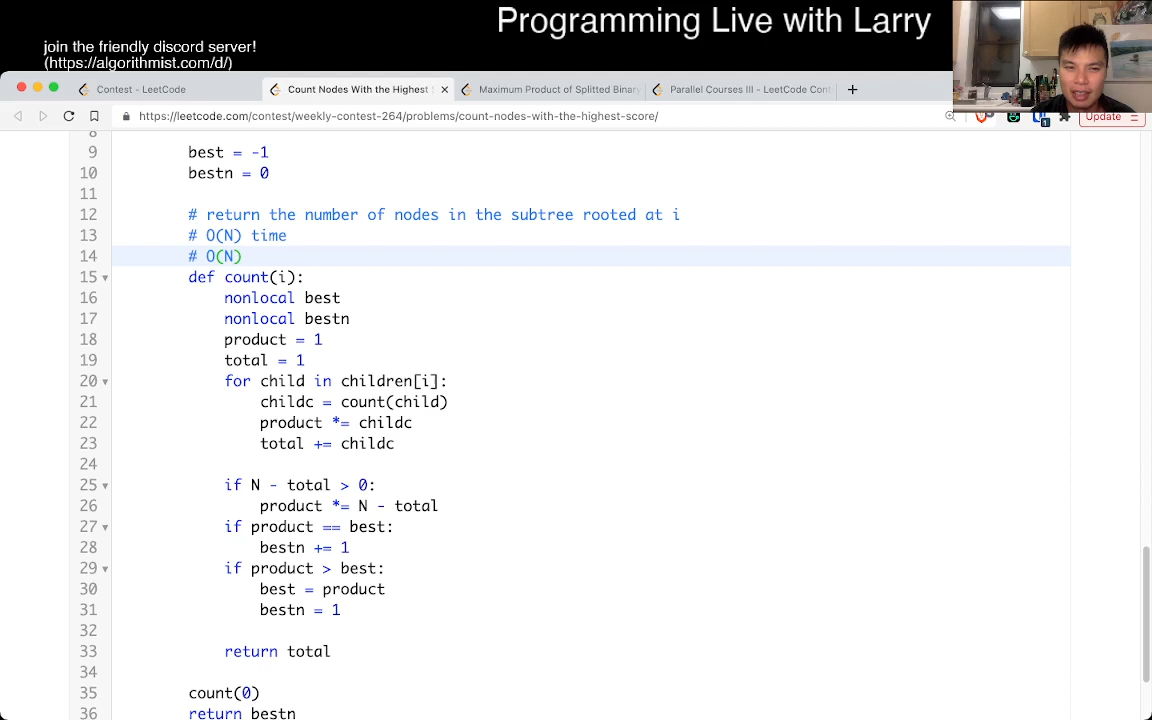 Programming Live with Larry
join the friendly discord server!
(https://algorithmist.com/d/)
Contest - LeetCode
Count Nodes With the Highest
Maximum Product of Splitted Binary
Parallel Courses III - LeetCode Cont
https://leetcode.com/contest/weekly-contest-264/problems/count-nodes-with-the-highest-score/
Update
8
9 best = -1
10 bestn = 0
11
12 # return the number of nodes in the subtree rooted at i
13 # O(N) time
14 # O(N)
15 def count(i):
16 nonlocal best
17 nonlocal bestn
18 product = 1
19 total = 1
20 for child in children[i]:
21 childc = count(child)
22 product *= childc
23 total += childc
24
25 if N - total > 0:
26 product *= N - total
27 if product == best:
28 bestn += 1
29 if product > best:
30 best = product
31 bestn = 1
32
33 return total
34
35 count(0)
36 return bestn